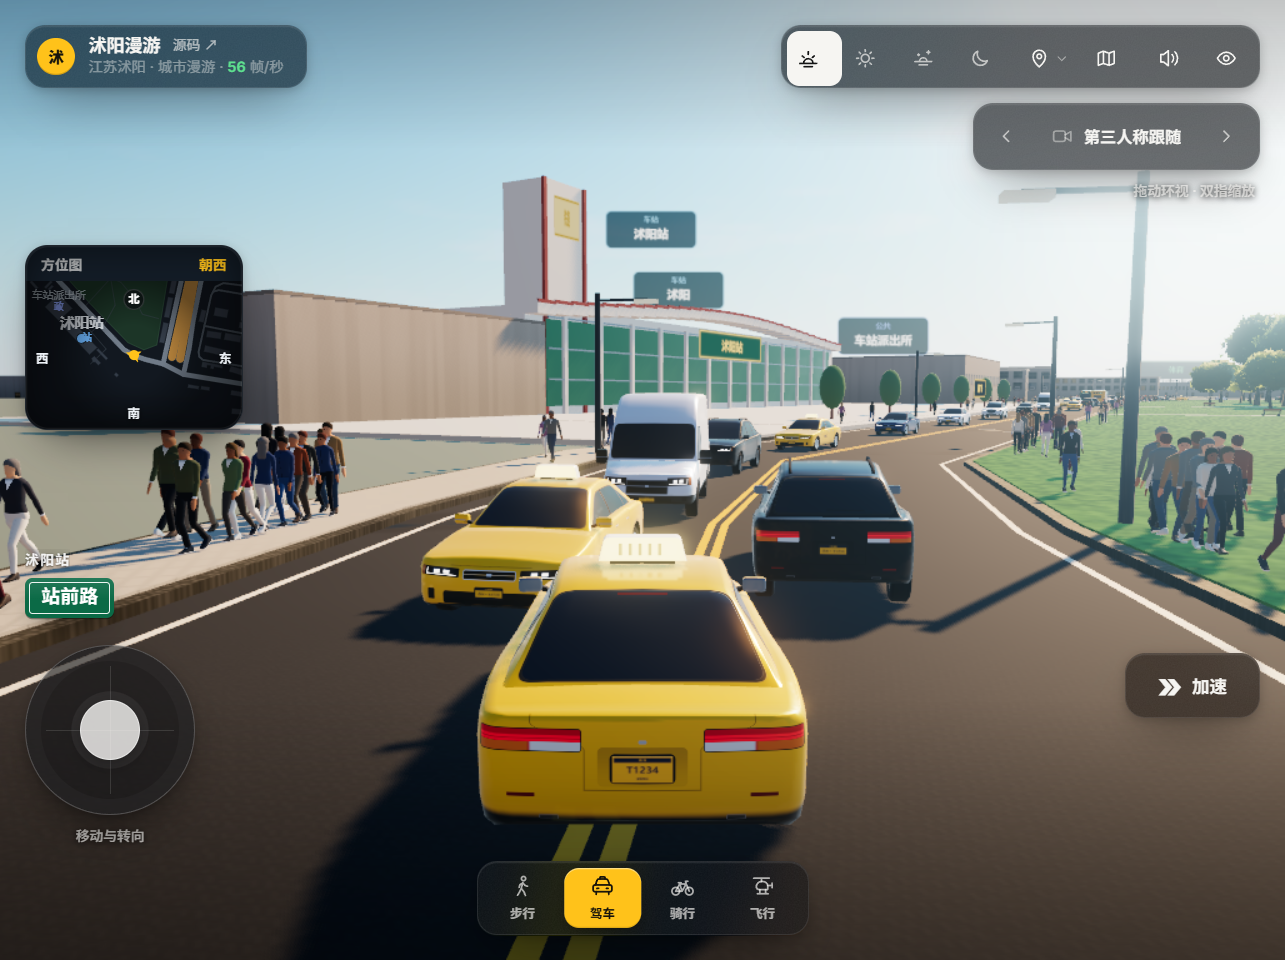 沭
沭阳漫游 源码 ↗
江苏沭阳 · 城市漫游 · 56 帧/秒
第三人称跟随
拖动环视 · 双指缩放
车站
沭阳站
车站
沭阳
公共
车站派出所
沭阳站
方位图 朝西
车站派出所
北
沭阳站
站
西
东
南
沭阳站
站前路
移动与转向
加速
T1234
步行
驾车
骑行
飞行